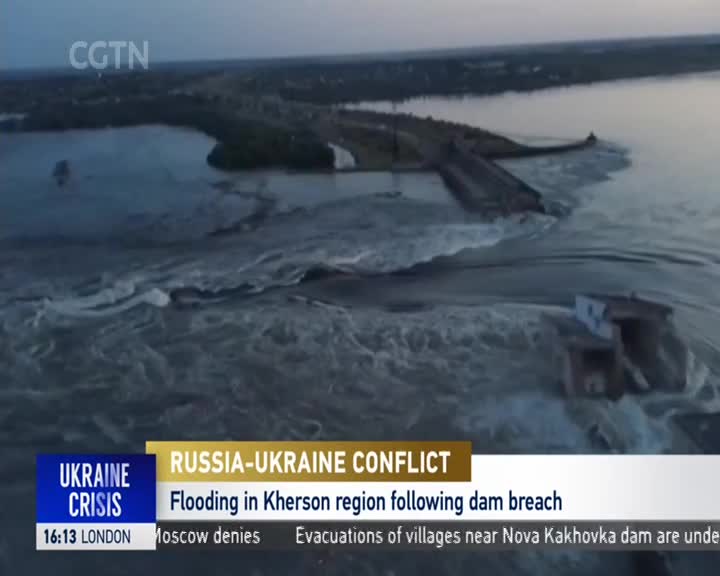 CGTN
RUSSIA-UKRAINE CONFLICT
UKRAINE
CRISIS
Flooding in Kherson region following dam breach
16:13 LONDON
Moscow denies Evacuations of villages near Nova Kakhovka dam are unde